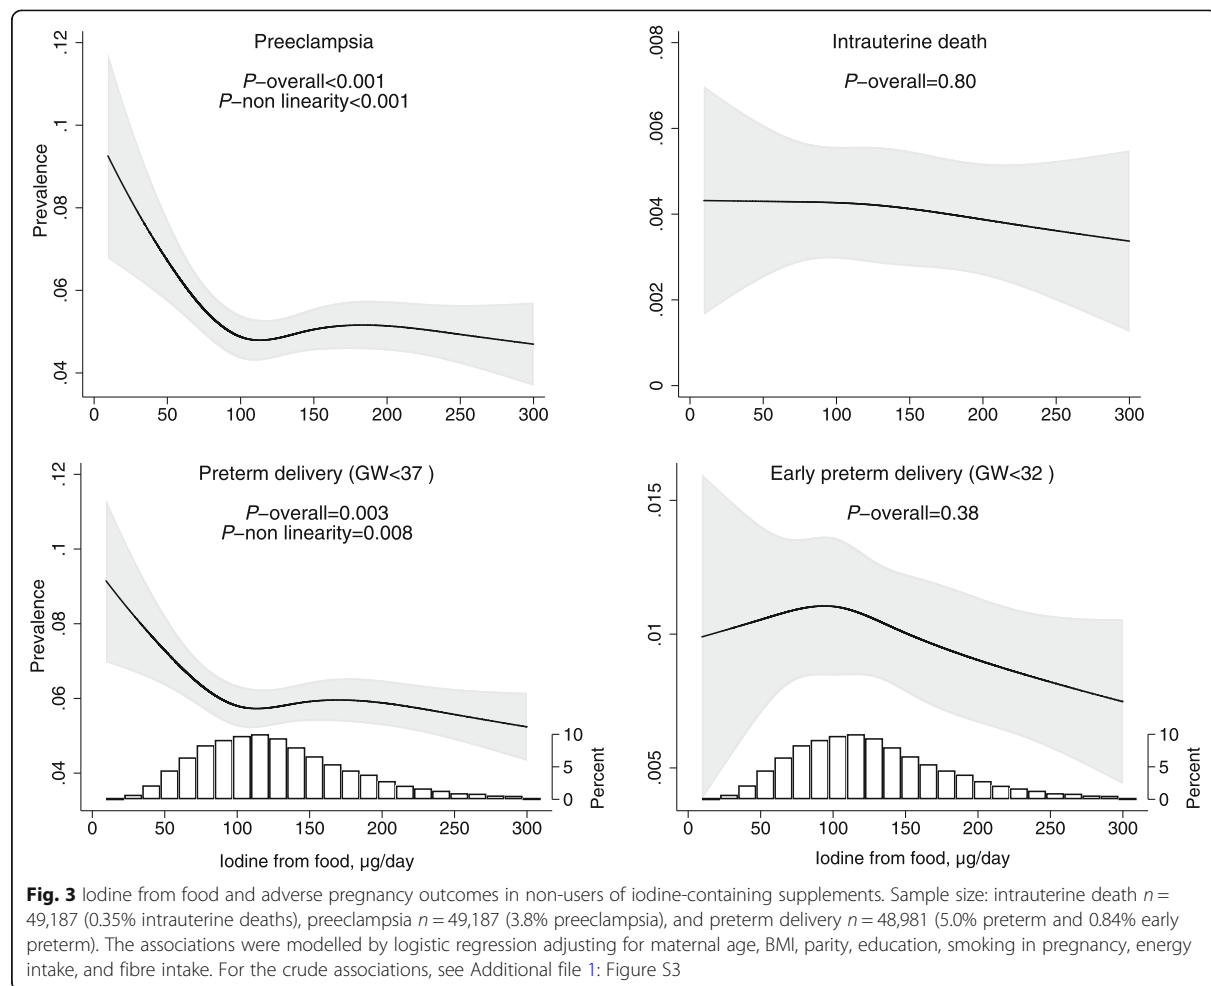 Preeclampsia
P–overall<0.001
P–non linearity<0.001
Prevalence
.12
.1
.08
.06
.04
0 50 100 150 200 250 300
Intrauterine death
P–overall=0.80
.008
.006
.004
.002
0
0 50 100 150 200 250 300
Preterm delivery (GW<37 )
P–overall=0.003
P–non linearity=0.008
Prevalence
.12
.1
.08
.06
.04
10
5
0
Percent
0 50 100 150 200 250 300
Iodine from food, µg/day
Early preterm delivery (GW<32 )
P–overall=0.38
.015
.01
.005
10
5
0
Percent
0 50 100 150 200 250 300
Iodine from food, µg/day
Fig. 3 Iodine from food and adverse pregnancy outcomes in non-users of iodine-containing supplements. Sample size: intrauterine death n =
49,187 (0.35% intrauterine deaths), preeclampsia n = 49,187 (3.8% preeclampsia), and preterm delivery n = 48,981 (5.0% preterm and 0.84% early
preterm). The associations were modelled by logistic regression adjusting for maternal age, BMI, parity, education, smoking in pregnancy, energy
intake, and fibre intake. For the crude associations, see Additional file 1: Figure S3